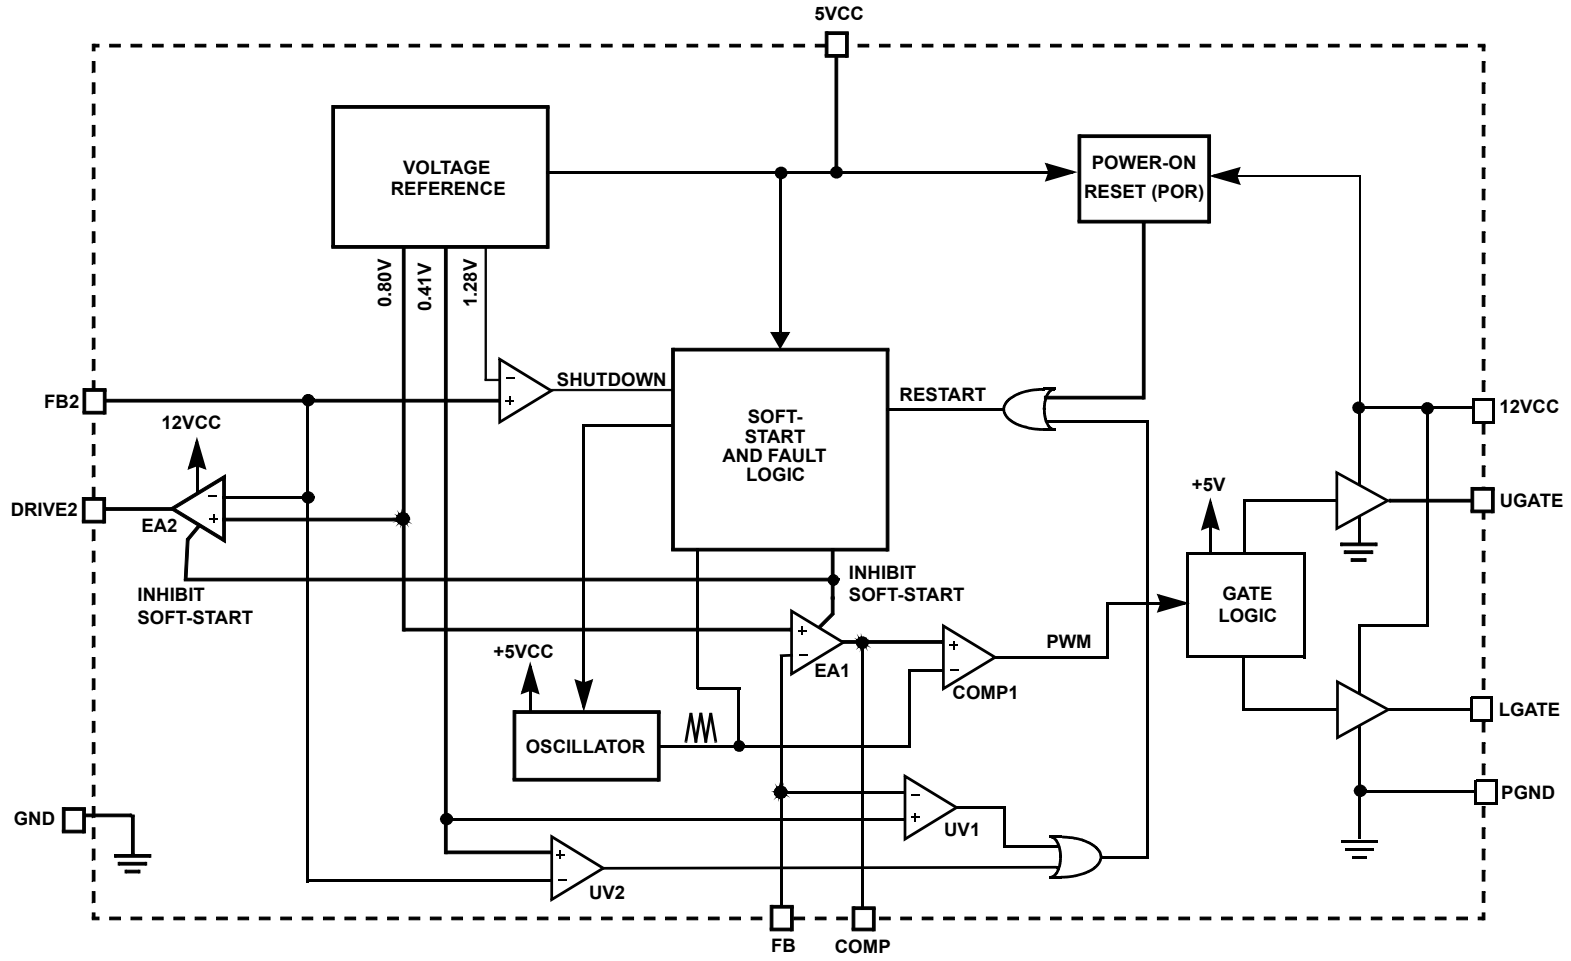 5VCC
VOLTAGE
REFERENCE
POWER-ON
RESET (POR)
0.80V
0.41V
1.28V
SHUTDOWN
FB2
12VCC
RESTART
12VCC
SOFT-
START
AND FAULT
LOGIC
−
+
−
+
DRIVE2
EA2
+5V
UGATE
INHIBIT
SOFT-START
INHIBIT
SOFT-START
GATE
LOGIC
+
−
EA1
+
−
COMP1
PWM
+5VCC
OSCILLATOR
LGATE
GND
−
+
UV1
PGND
+
−
UV2
FB
COMP